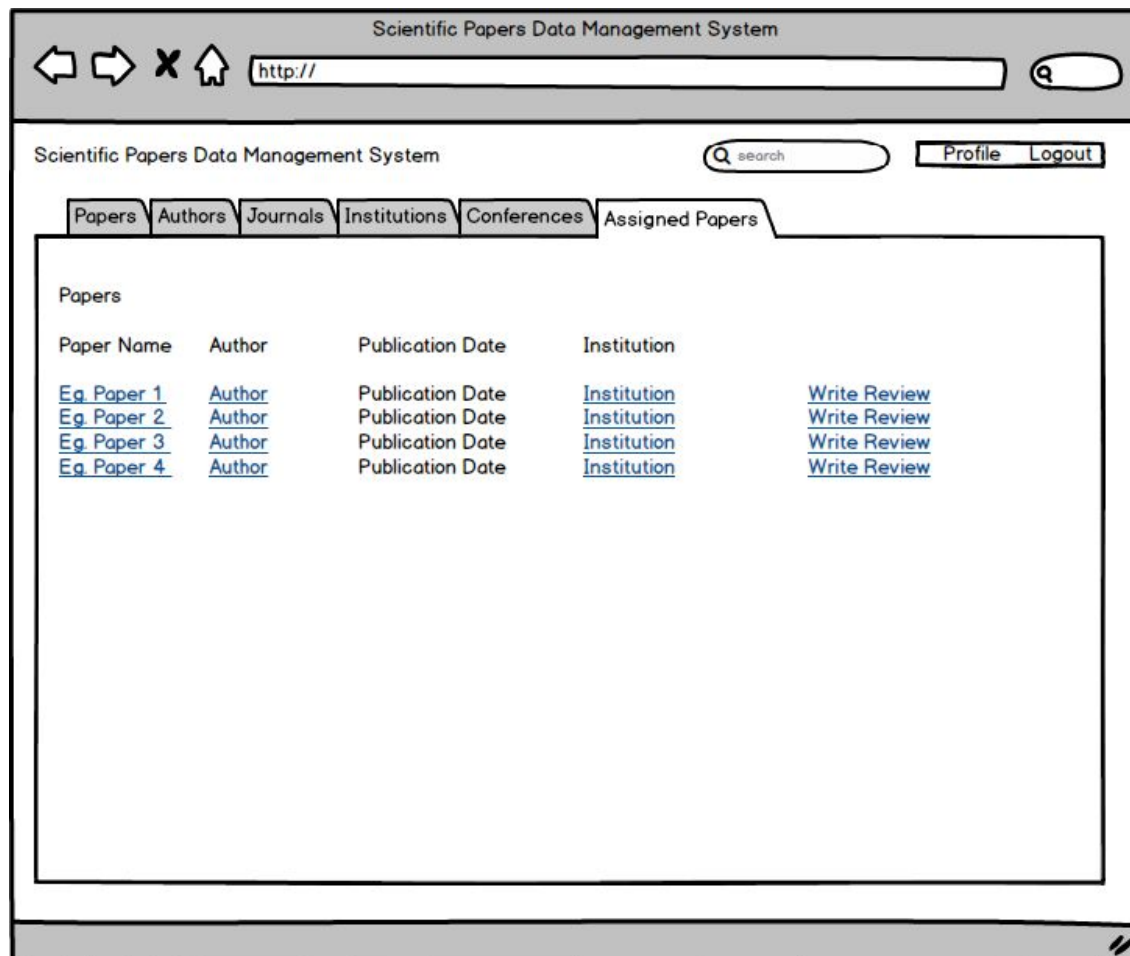 Scientific Papers Data Management System
http://
Scientific Papers Data Management System
search
Profile Logout
Papers Authors Journals Institutions Conferences Assigned Papers
Papers
Paper Name Author Publication Date Institution
Eg. Paper 1 Author Publication Date Institution Write Review
Eg. Paper 2 Author Publication Date Institution Write Review
Eg. Paper 3 Author Publication Date Institution Write Review
Eg. Paper 4 Author Publication Date Institution Write Review